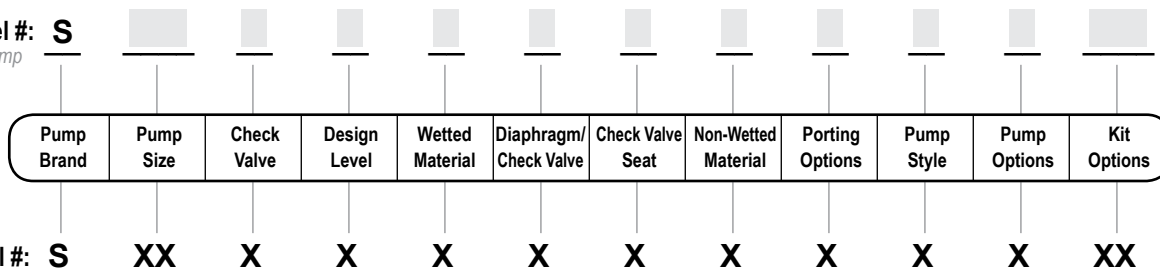 el #: S
mp
Pump Brand Pump Size Check Valve Design Level Wetted Material Diaphragm/ Check Valve Check Valve Seat Non-Wetted Material Porting Options Pump Style Pump Options Kit Options
l #: S XX X X X X X X X X X XX